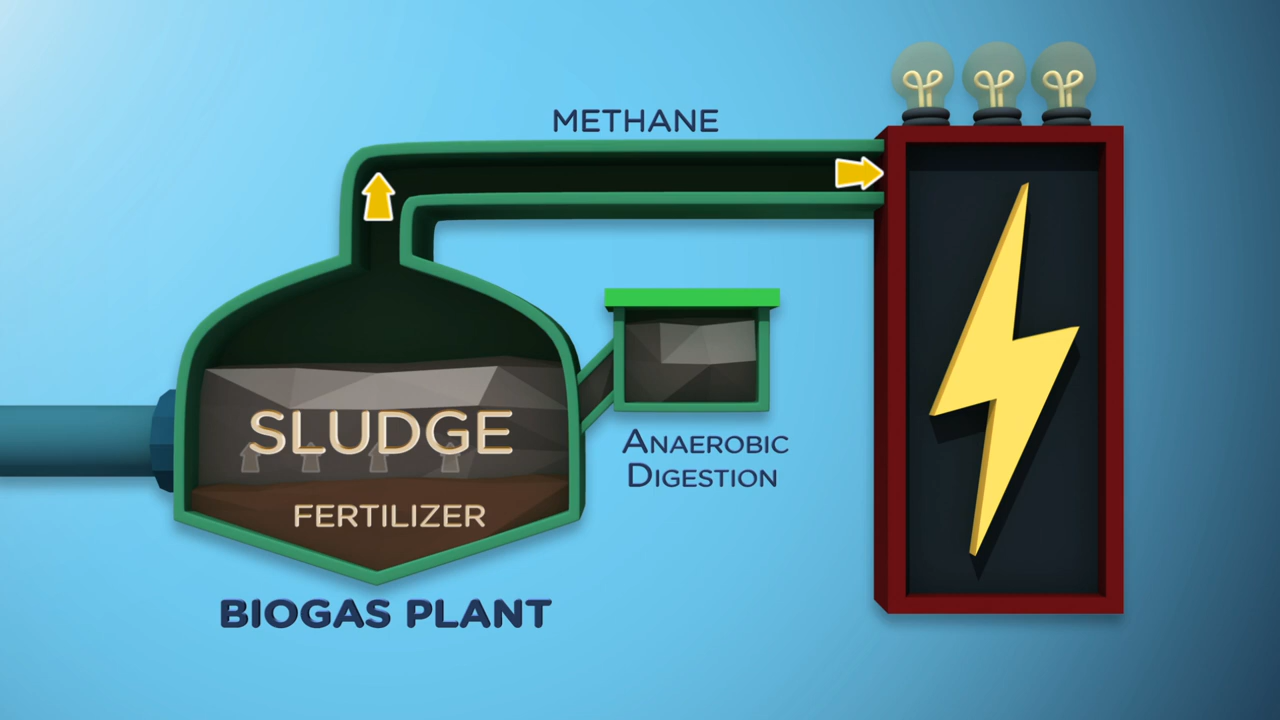 METHANE
SLUDGE
ANAEROBIC
DIGESTION
FERTILIZER
BIOGAS PLANT